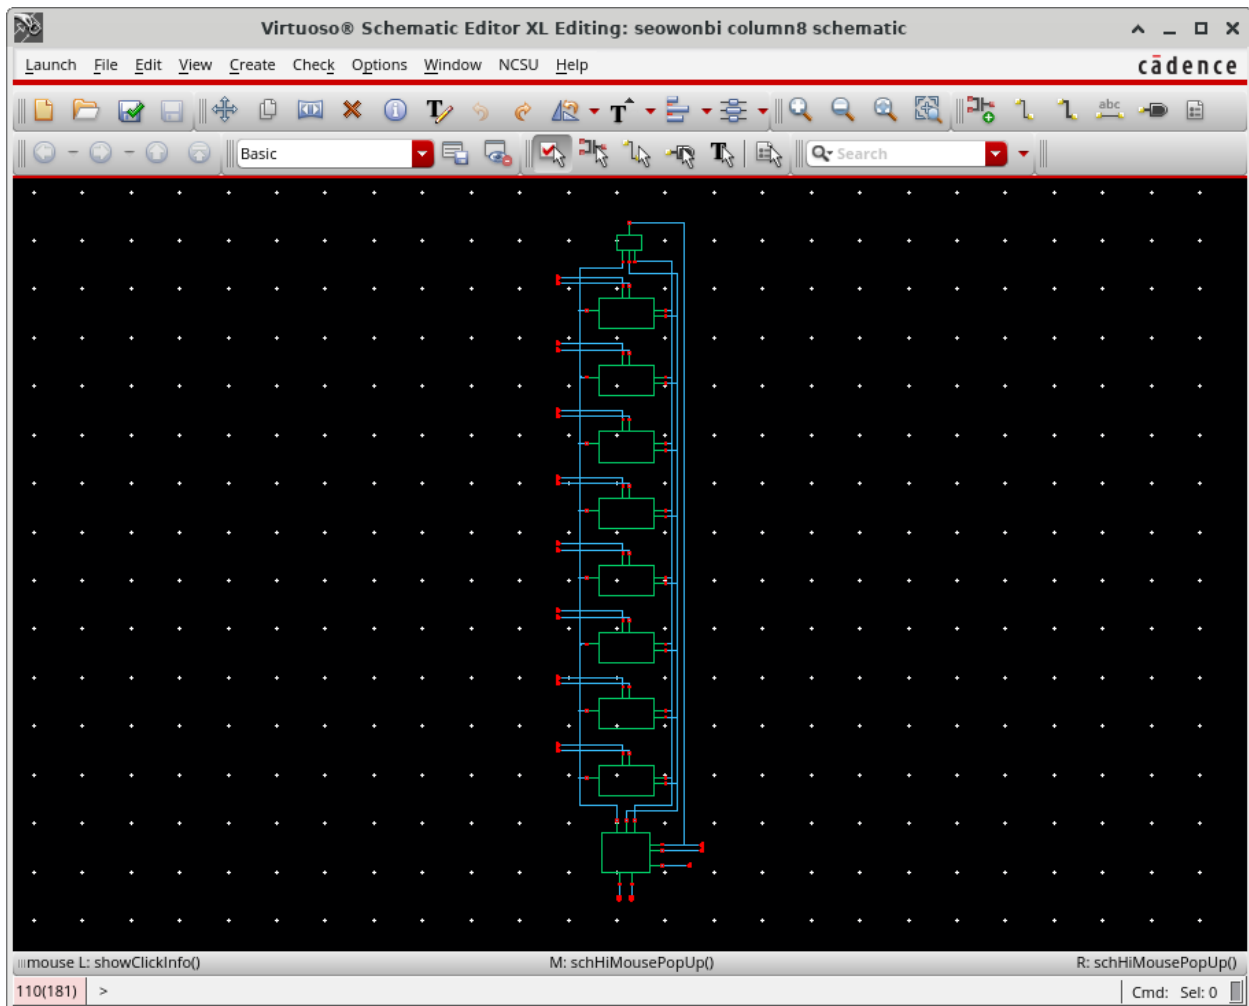 Virtuoso® Schematic Editor XL Editing: seowonbi column8 schematic
Launch File Edit View Create Check Options Window NCSU Help
cādence
T T abc
Basic T Search
mouse L: showClickInfo() M: schHiMousePopUp() R: schHiMousePopUp()
110(181) > Cmd: Sel: 0